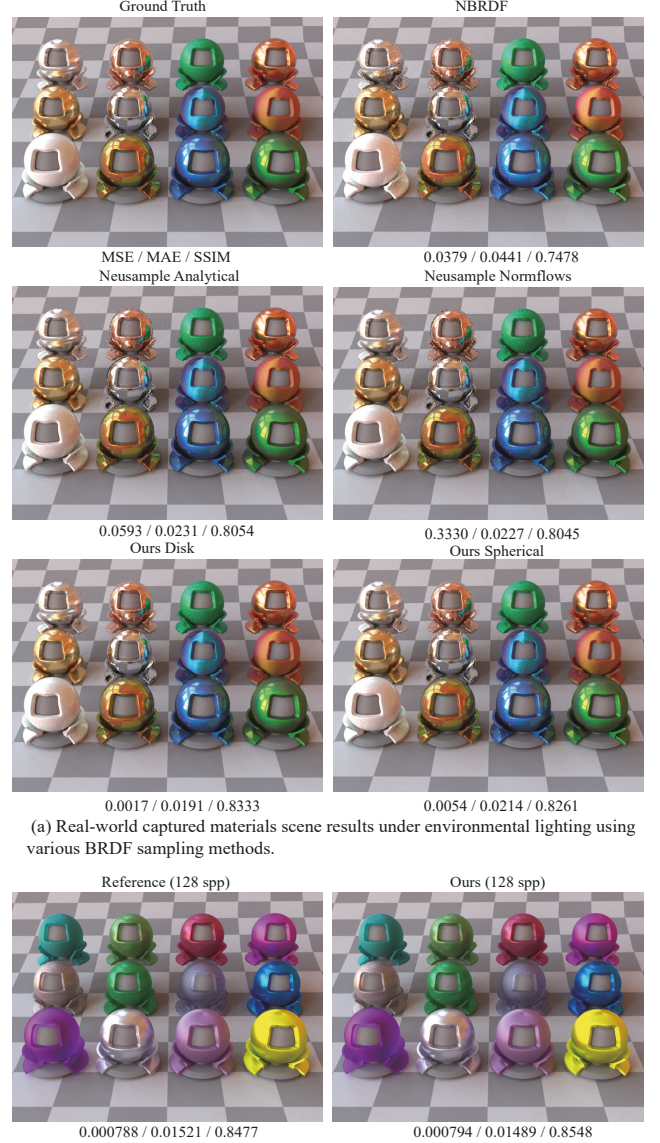 Ground Truth
NBRDF
MSE / MAE / SSIM
0.0379 / 0.0441 / 0.7478
Neusample Analytical
Neusample Normflows
0.0593 / 0.0231 / 0.8054
0.3330 / 0.0227 / 0.8045
Ours Disk
Ours Spherical
0.0017 / 0.0191 / 0.8333
0.0054 / 0.0214 / 0.8261
(a) Real-world captured materials scene results under environmental lighting using
various BRDF sampling methods.
Reference (128 spp)
Ours (128 spp)
0.000788 / 0.01521 / 0.8477
0.000794 / 0.01489 / 0.8548